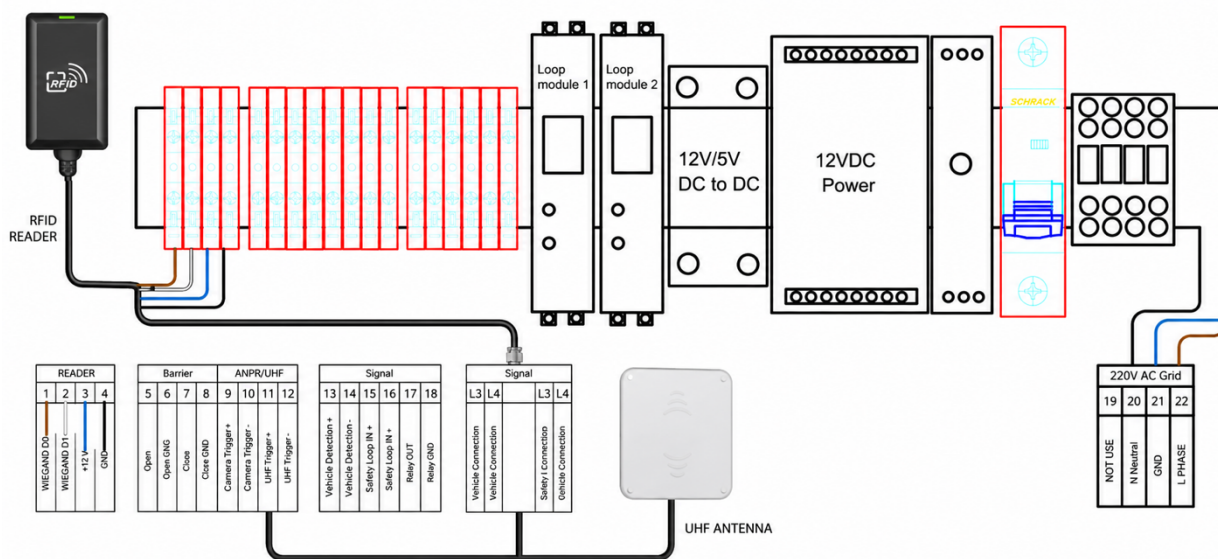 RFID
Loop
module 1
Loop
module 2
SCHRACK
12V/5V
DC to DC
12VDC
Power
RFID
READER
READER
1 2 3 4
WIEGAND D0
WIEGAND D1
+12 V
GND
Barrier ANPR/UHF
5 6 7 8 9 10 11 12
Open
Open GNG
Cloce
Clcee GND
Camera Trigger+
Camera Trigger-
UHF Trigger+
UHF Trigger-
Signal
13 14 15 16 17 18
Vehicle Detection+
Vehicle Detection-
Safety Loop IN +
Safety Loop IN +
Relay OUT
Relay GND
Signal
L3 L4 L3 L4
Vehicle Connection
Vehicle Connection
Safety I Connection
Oehicle Connection
UHF ANTENNA
220V AC Grid
19 20 21 22
NOT USE
N Neutral
GND
L PHASE